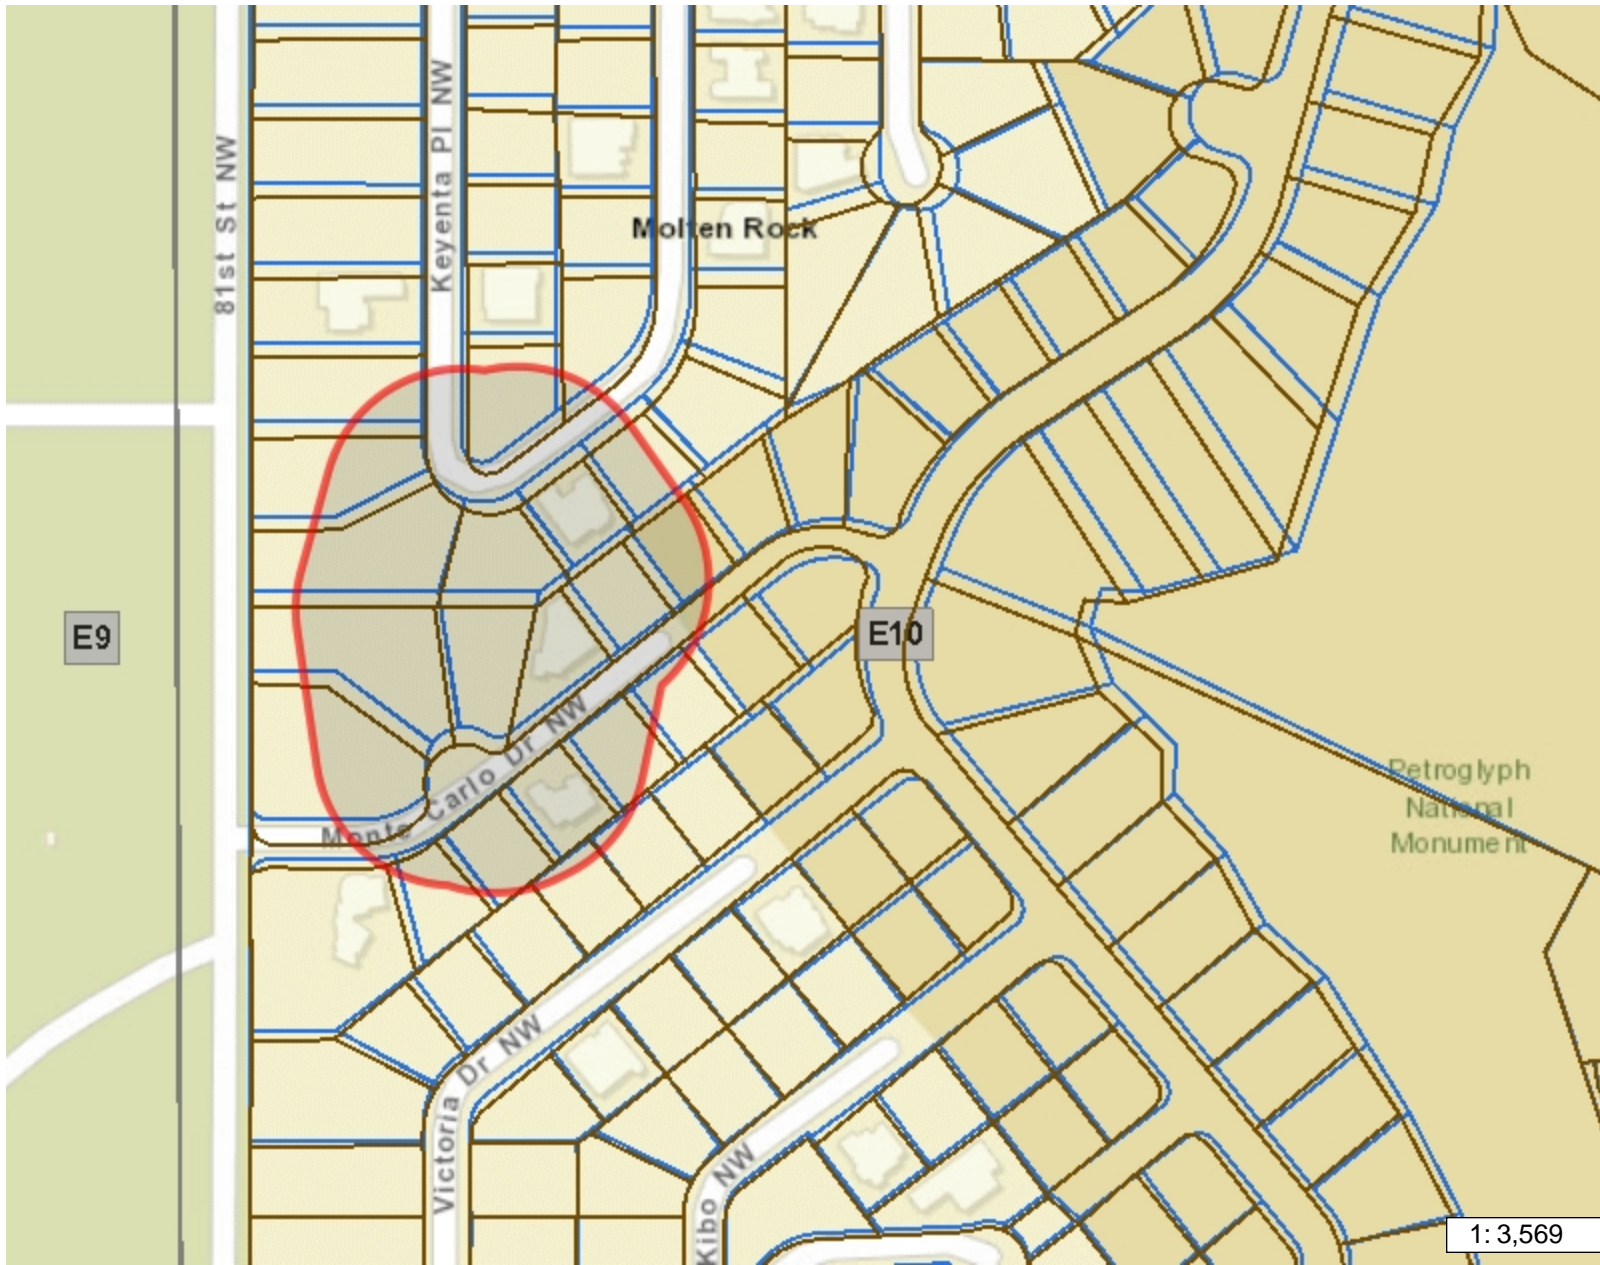 81st St NW
Keyenta Pl NW
Molten Rock
E9
E10
Monte Carlo Dr NW
Petroglyph
National
Monument
Victoria Dr NW
Kibo NW
1: 3,569